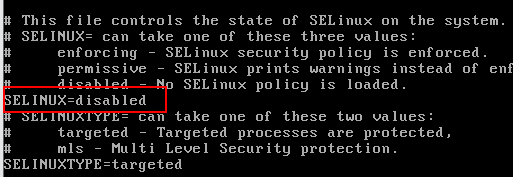 # This file controls the state of SELinux on the system.
# SELINUX= can take one of these three values:
#     enforcing - SELinux security policy is enforced.
#     permissive - SELinux prints warnings instead of enf
#     disabled - No SELinux policy is loaded.
SELINUX=disabled
# SELINUXTYPE= can take one of these two values:
#     targeted - Targeted processes are protected,
#     mls - Multi Level Security protection.
SELINUXTYPE=targeted